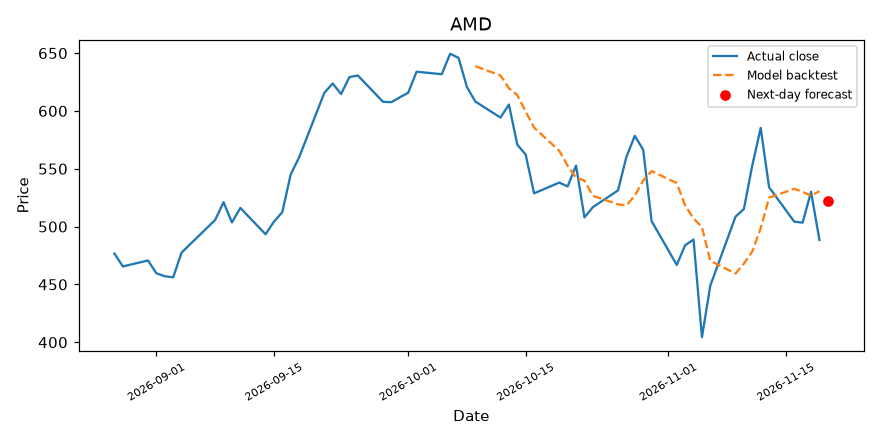 AMD
Actual close
Model backtest
Next-day forecast
Price
650
600
550
500
450
400
2026-09-01
2026-09-15
2026-10-01
2026-10-15
2026-11-01
2026-11-15
Date